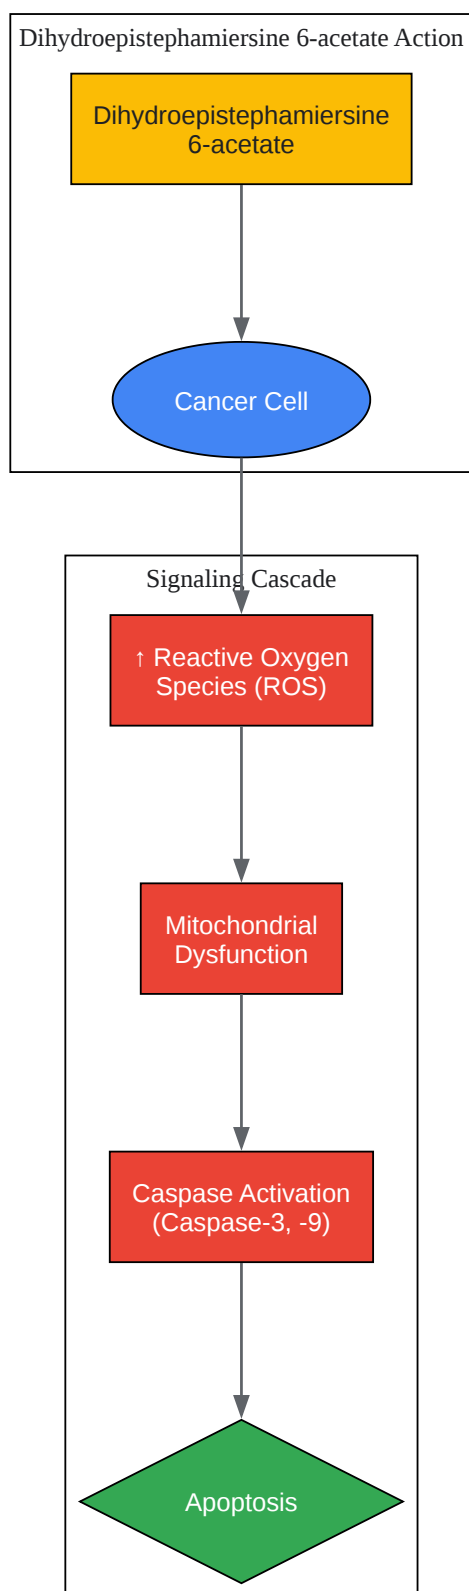 Dihydroepistephamiersine 6-acetate Action
Dihydroepistephamiersine
6-acetate
Cancer Cell
Signaling Cascade
↑ Reactive Oxygen
Species (ROS)
Mitochondrial
Dysfunction
Caspase Activation
(Caspase-3, -9)
Apoptosis